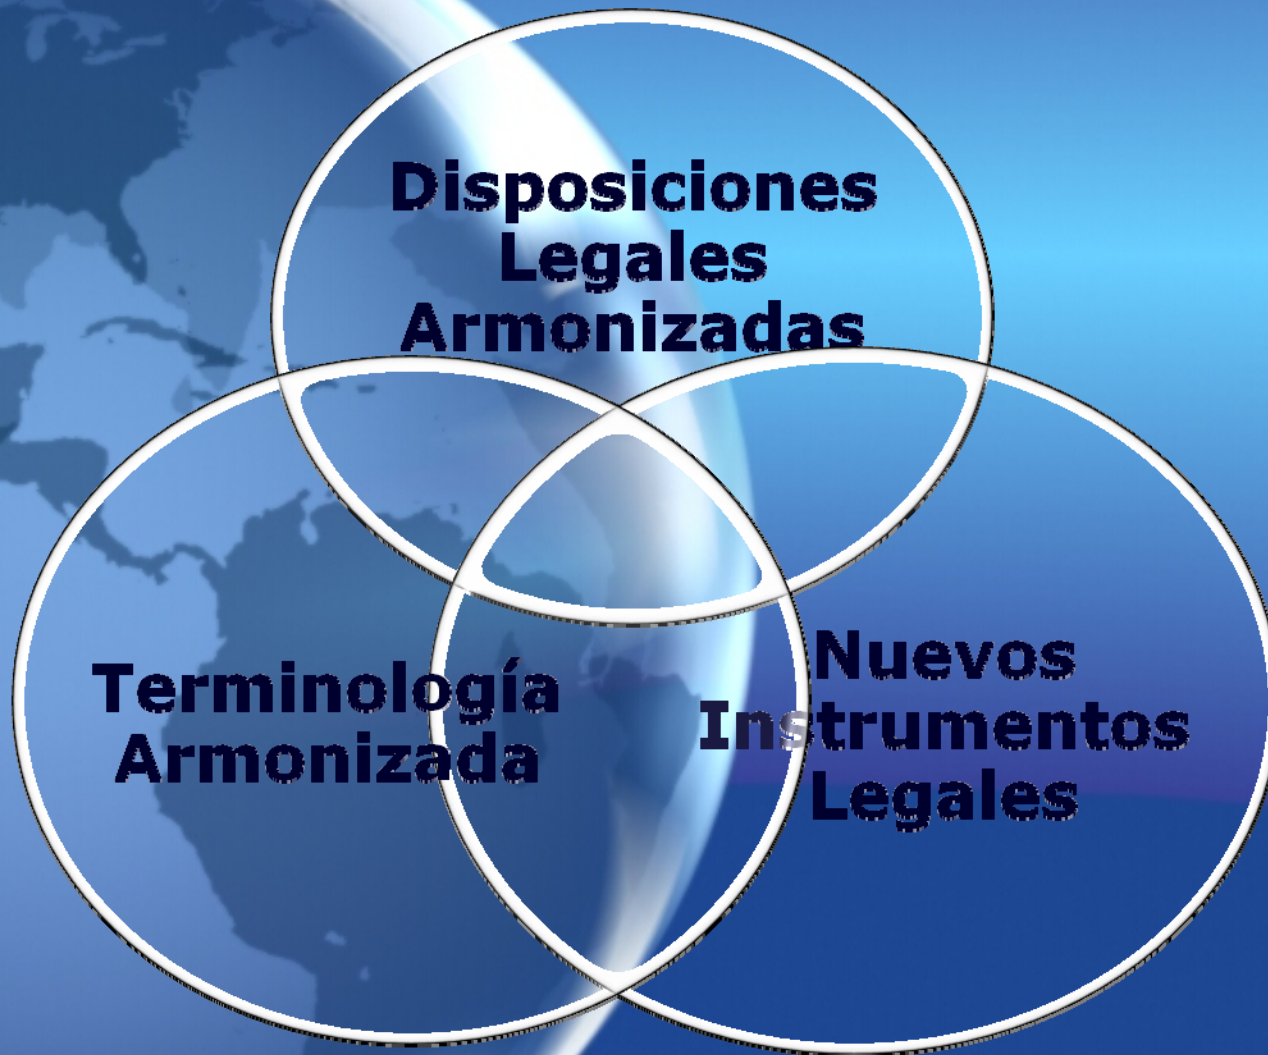 Disposiciones
Legales
Armonizadas
Terminología
Armonizada
Nuevos
Instrumentos
Legales